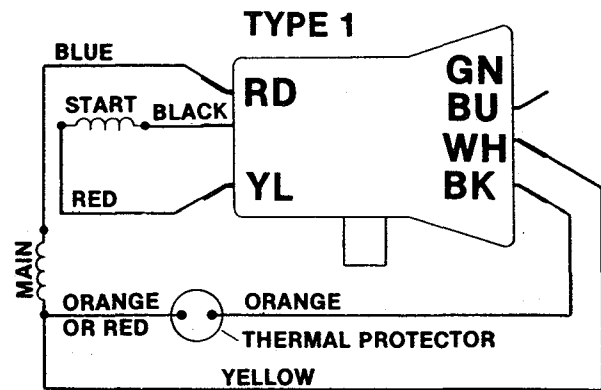 TYPE 1
BLUE
RD
GN
BU
START
BLACK
WH
RED
YL
BK
MAIN
ORANGE
OR RED
ORANGE
THERMAL PROTECTOR
YELLOW